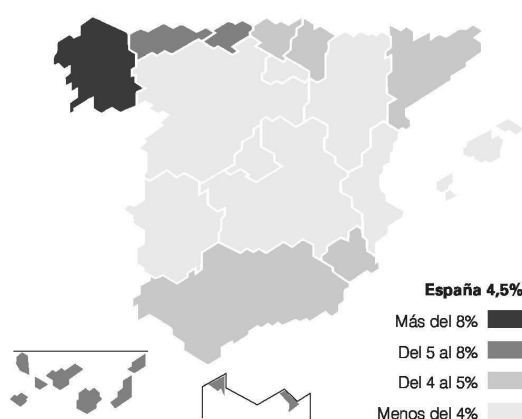 España 4,5%
Más del 8%
Del 5 al 8%
Del 4 al 5%
Menos del 4%